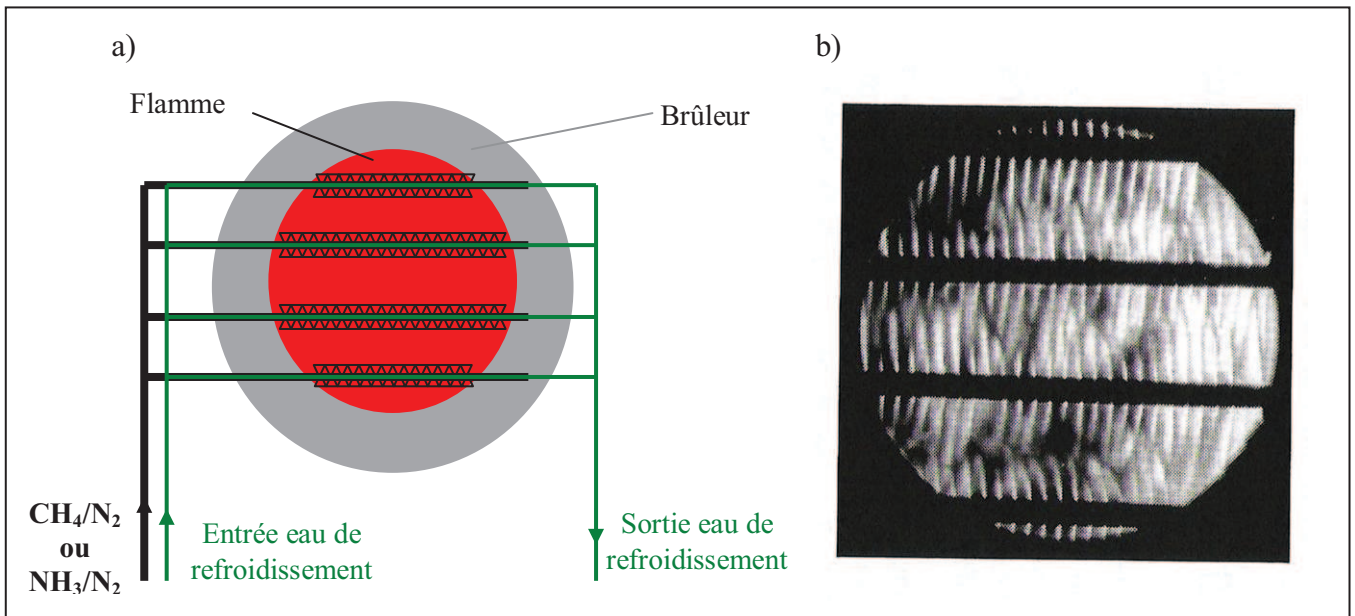 a)
b)
Flamme
Brûleur
CH₄/N₂
ou
NH₃/N₂
Entrée eau de
refroidissement
Sortie eau de
refroidissement